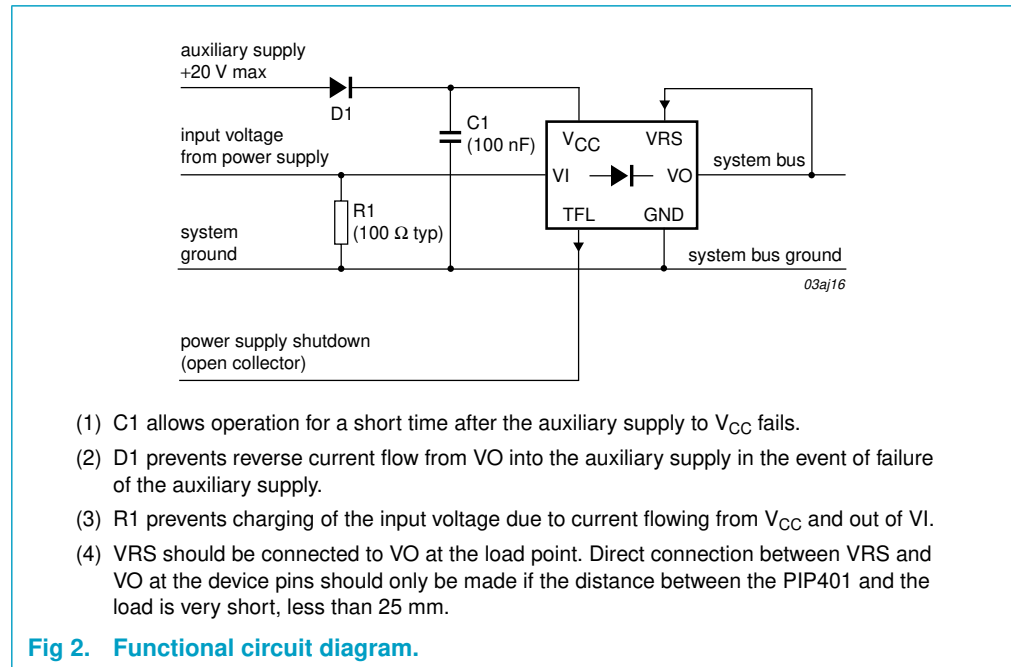 auxiliary supply
+20 V max
D1
C1
(100 nF)
input voltage
from power supply
VCC
VRS
system bus
VI
VO
R1
(100 Ω typ)
TFL
GND
system
ground
system bus ground
03aj16
power supply shutdown
(open collector)
(1) C1 allows operation for a short time after the auxiliary supply to VCC fails.
(2) D1 prevents reverse current flow from VO into the auxiliary supply in the event of failure
of the auxiliary supply.
(3) R1 prevents charging of the input voltage due to current flowing from VCC and out of VI.
(4) VRS should be connected to VO at the load point. Direct connection between VRS and
VO at the device pins should only be made if the distance between the PIP401 and the
load is very short, less than 25 mm.
Fig 2. Functional circuit diagram.